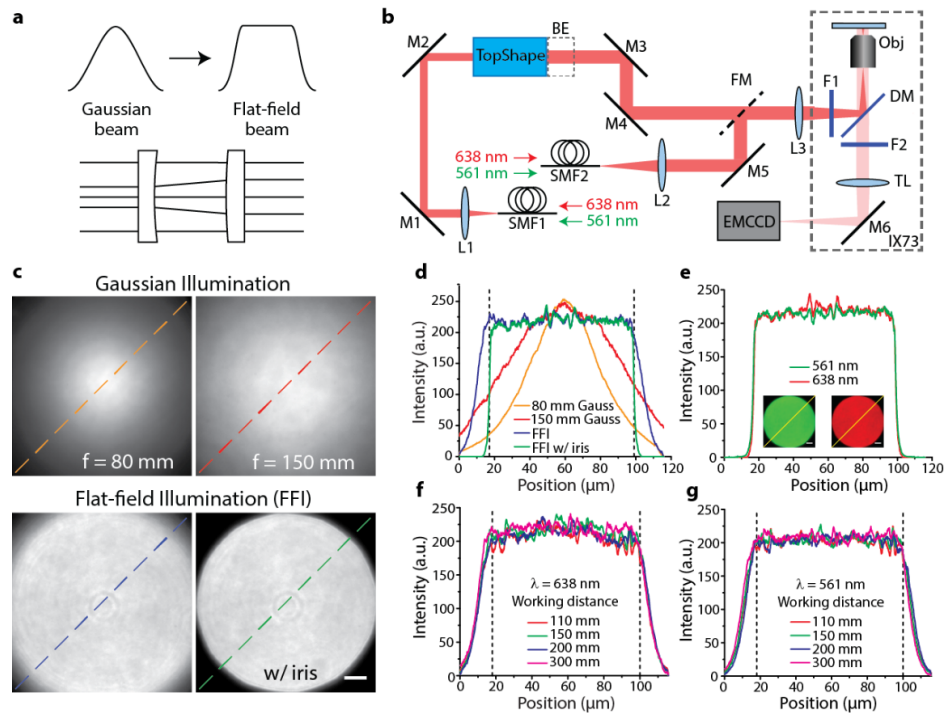 a
Gaussian
beam
Flat-field
beam
b
M2
TopShape
BE
M3
M4
FM
M5
L3
F1
Obj
DM
F2
TL
M6
IX73
EMCCD
638 nm
561 nm
SMF2
L2
M1
L1
SMF1
638 nm
561 nm
c
Gaussian Illumination
f = 80 mm
f = 150 mm
Flat-field Illumination (FFI)
w/ iris
d
Intensity (a.u.)
250
200
150
100
50
0
80 mm Gauss
150 mm Gauss
FFI
FFI w/ iris
0 20 40 60 80 100 120
Position (μm)
e
Intensity (a.u.)
250
200
150
100
50
0
561 nm
638 nm
0 20 40 60 80 100
Position (μm)
f
Intensity (a.u.)
250
200
150
100
50
0
λ = 638 nm
Working distance
110 mm
150 mm
200 mm
300 mm
0 20 40 60 80 100
Position (μm)
g
Intensity (a.u.)
250
200
150
100
50
0
λ = 561 nm
Working distance
110 mm
150 mm
200 mm
300 mm
0 20 40 60 80 100
Position (μm)